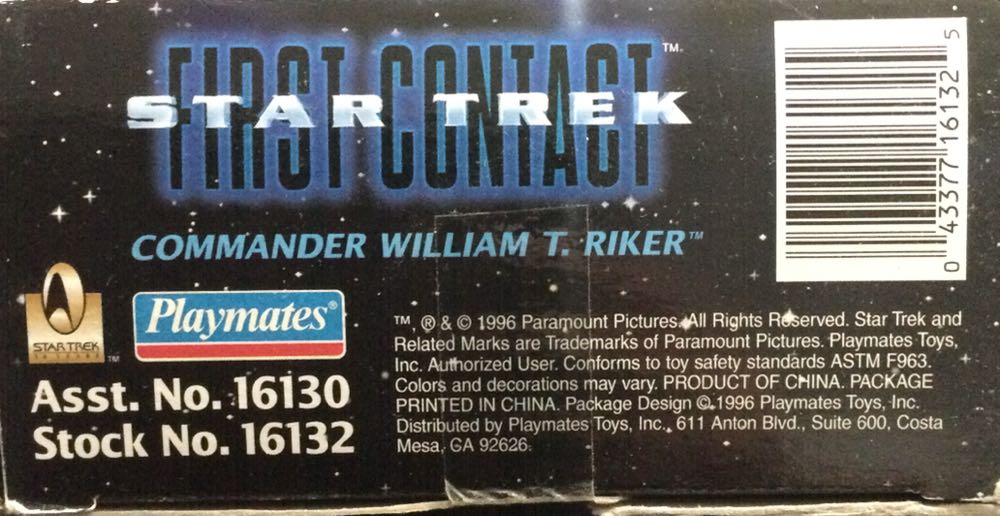 FIRST CONTACT™
STAR TREK
COMMANDER WILLIAM T. RIKER™
0 43377 16132 5
STAR TREK
™
Playmates®
Asst. No. 16130
Stock No. 16132
™, ® & © 1996 Paramount Pictures. All Rights Reserved. Star Trek and
Related Marks are Trademarks of Paramount Pictures. Playmates Toys,
Inc. Authorized User. Conforms to toy safety standards ASTM F963.
Colors and decorations may vary. PRODUCT OF CHINA. PACKAGE
PRINTED IN CHINA. Package Design © 1996 Playmates Toys, Inc.
Distributed by Playmates Toys, Inc., 611 Anton Blvd., Suite 600, Costa
Mesa, CA 92626.